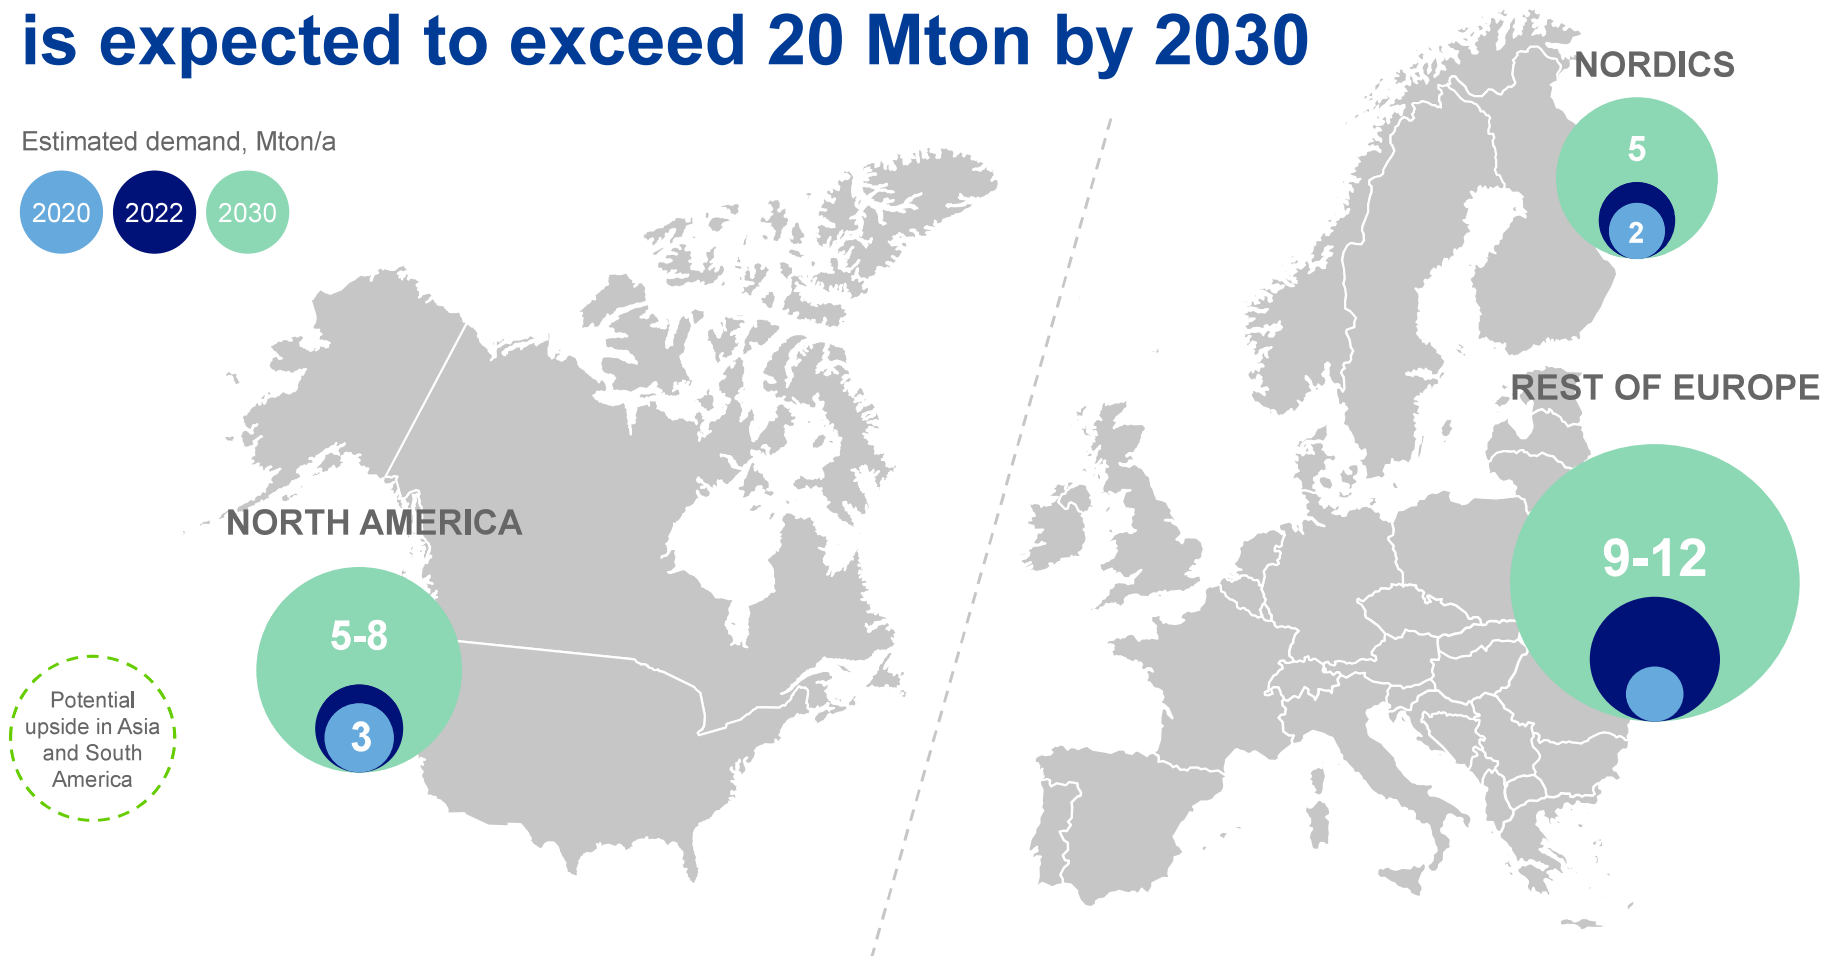 is expected to exceed 20 Mton by 2030
Estimated demand, Mton/a
2020
2022
2030
NORDICS
5
2
REST OF EUROPE
9-12
NORTH AMERICA
5-8
3
Potential
upside in Asia
and South
America